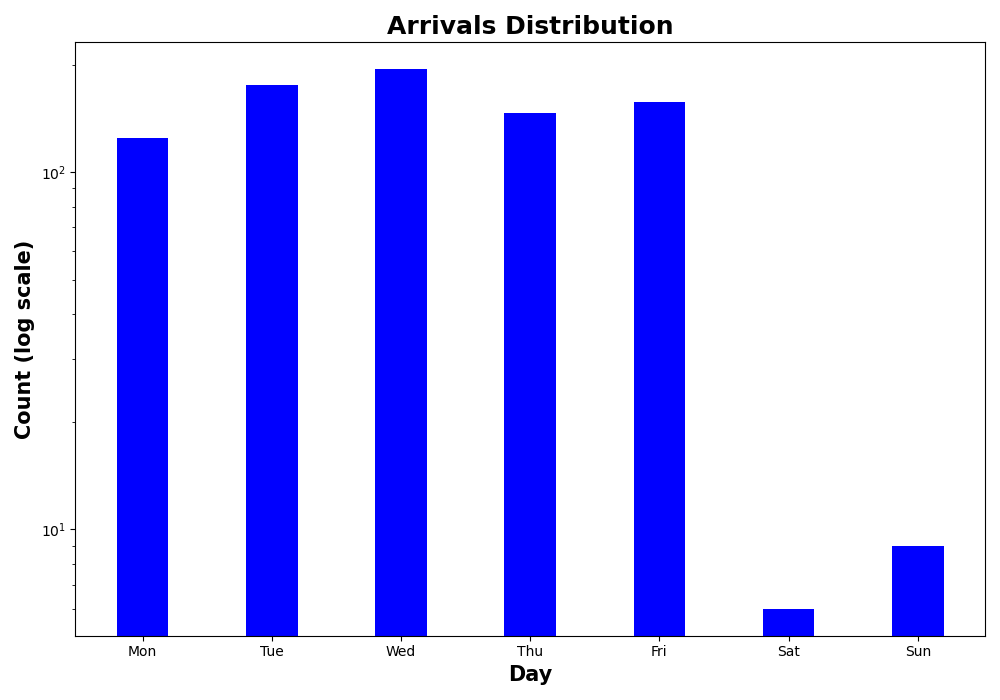 Arrivals Distribution
Count (log scale)
10²
10¹
Mon Tue Wed Thu Fri Sat Sun
Day